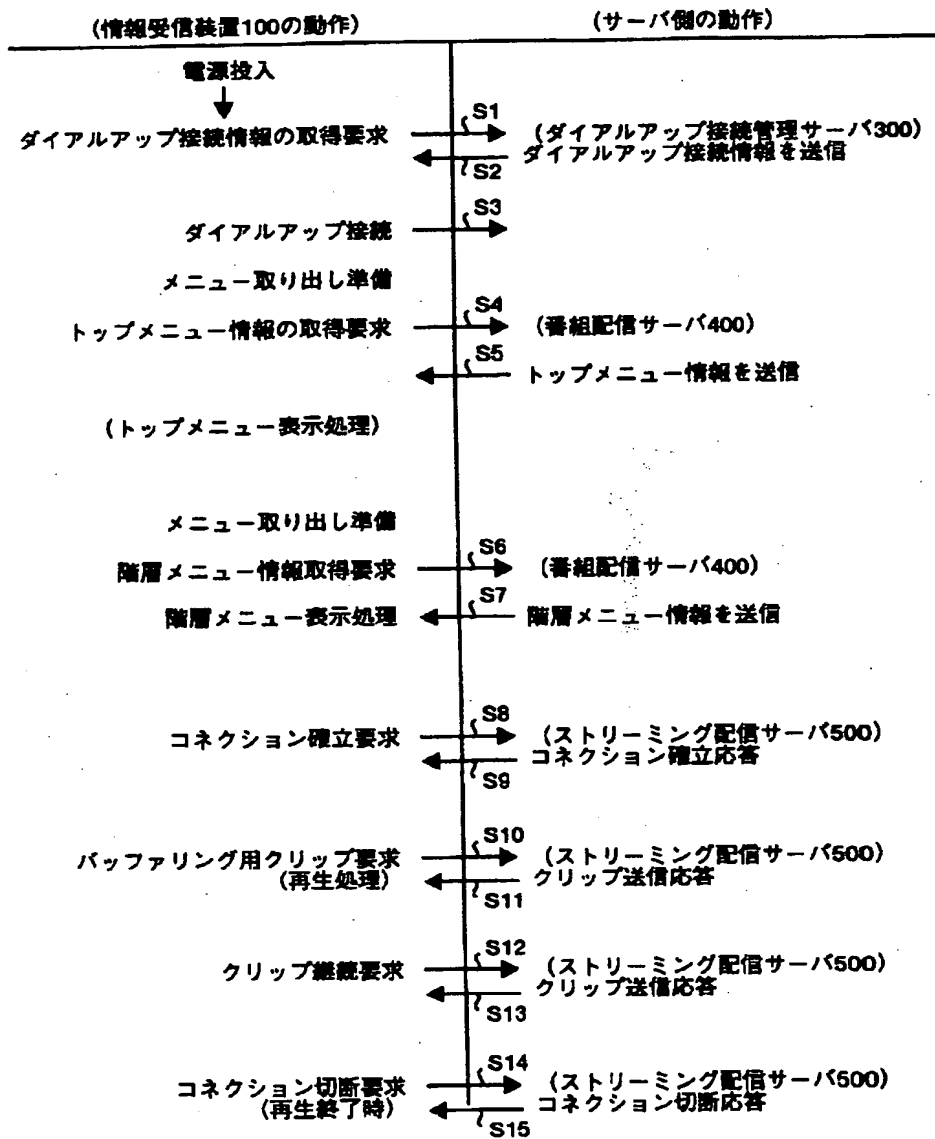 (情報受信装置100の動作)
(サーバ側の動作)
電源投入
ダイアルアップ接続情報の取得要求
S1
(ダイアルアップ接続管理サーバ300)
ダイアルアップ接続情報を送信
S2
S3
ダイアルアップ接続
メニュー取り出し準備
S4
トップメニュー情報の取得要求
(番組配信サーバ400)
S5
トップメニュー情報を送信
(トップメニュー表示処理)
メニュー取り出し準備
S6
階層メニュー情報取得要求
(番組配信サーバ400)
S7
階層メニュー表示処理
階層メニュー情報を送信
S8
コネクション確立要求
(ストリーミング配信サーバ500)
コネクション確立応答
S9
S10
バッファリング用クリップ要求
(ストリーミング配信サーバ500)
(再生処理)
クリップ送信応答
S11
S12
クリップ継続要求
(ストリーミング配信サーバ500)
クリップ送信応答
S13
S14
コネクション切断要求
(ストリーミング配信サーバ500)
(再生終了時)
コネクション切断応答
S15